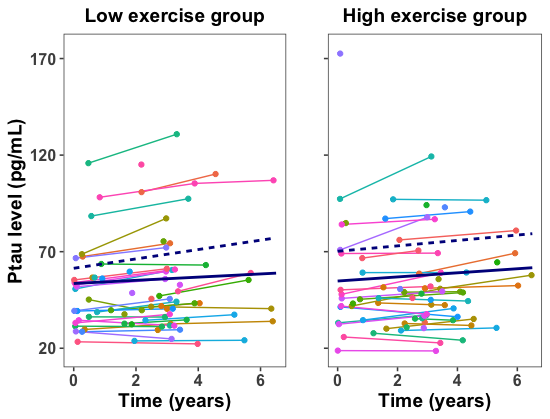 Low exercise group
High exercise group
Ptau level (pg/mL)
170
120
70
20
0 2 4 6
0 2 4 6
Time (years)
Time (years)